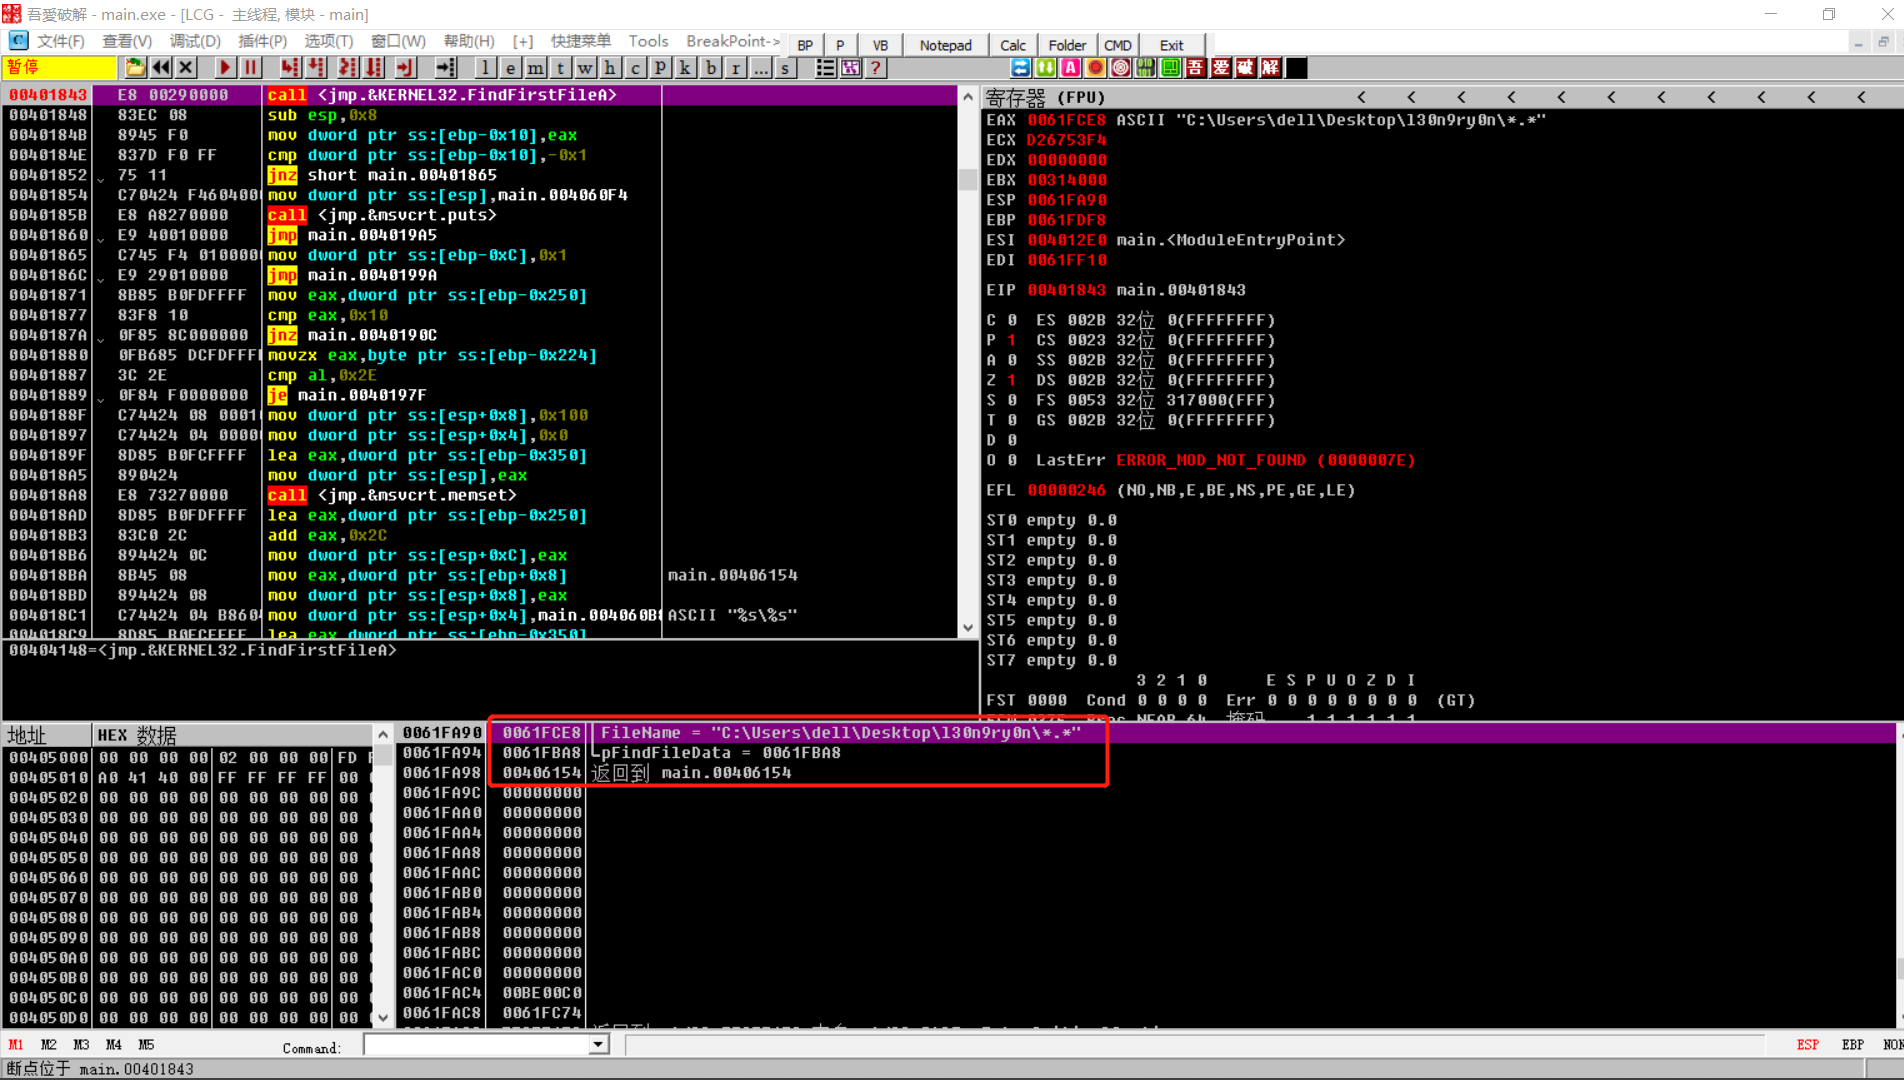 吾爱破解 - main.exe - [LCG - 主线程, 模块 - main]
文件(F) 查看(V) 调试(D) 插件(P) 选项(T) 窗口(W) 帮助(H) [+] 快捷菜单 Tools BreakPoint-> BP P VB Notepad Calc Folder CMD Exit
暂停 l e m t w h c P k b r ... s ? 吾 爱 破 解
00401843 E8 00290000 call <jmp.&KERNEL32.FindFirstFileA>
00401848 83EC 08 sub esp,0x8
0040184B 8945 F0 mov dword ptr ss:[ebp-0x10],eax
0040184E 837D F0 FF cmp dword ptr ss:[ebp-0x10],-0x1
00401852 75 11 jnz short main.00401865
00401854 C70424 F4604000 mov dword ptr ss:[esp],main.004060F4
0040185B E8 A8270000 call <jmp.&msvcrt.puts>
00401860 E9 40010000 jmp main.004019A5
00401865 C745 F4 0100000 mov dword ptr ss:[ebp-0xC],0x1
0040186C E9 29010000 jmp main.0040199A
00401871 8B85 B0FDFFFF mov eax,dword ptr ss:[ebp-0x250]
00401877 83F8 10 cmp eax,0x10
0040187A 0F85 8C000000 jnz main.0040190C
00401880 0FB685 DCFDFFF movzx eax,byte ptr ss:[ebp-0x224]
00401887 3C 2E cmp al,0x2E
00401889 0F84 F0000000 je main.0040197F
0040188F C74424 08 0001 mov dword ptr ss:[esp+0x8],0x100
00401897 C74424 04 0000 mov dword ptr ss:[esp+0x4],0x0
0040189F 8D85 B0FCFFFF lea eax,dword ptr ss:[ebp-0x350]
004018A5 890424 mov dword ptr ss:[esp],eax
004018A8 E8 73270000 call <jmp.&msvcrt.memset>
004018AD 8D85 B0FDFFFF lea eax,dword ptr ss:[ebp-0x250]
004018B3 83C0 2C add eax,0x2C
004018B6 894424 0C mov dword ptr ss:[esp+0xC],eax
004018BA 8B45 08 mov eax,dword ptr ss:[ebp+0x8] main.00406154
004018BD 894424 08 mov dword ptr ss:[esp+0x8],eax
004018C1 C74424 04 B860 mov dword ptr ss:[esp+0x4],main.004060B8 ASCII "%s\%s"
004018C9 8D85 B0FCFFFF lea eax,dword ptr ss:[ebp-0x350]
00404148=<jmp.&KERNEL32.FindFirstFileA>
寄存器 (FPU) < < < < < < < < < < <
EAX 0061FCE8 ASCII "C:\Users\dell\Desktop\l30n9ry0n\*.*"
ECX D26753F4
EDX 00000000
EBX 00314000
ESP 0061FA90
EBP 0061FDF8
ESI 004012E0 main.<ModuleEntryPoint>
EDI 0061FF10
EIP 00401843 main.00401843
C 0 ES 002B 32位 0(FFFFFFFF)
P 1 CS 0023 32位 0(FFFFFFFF)
A 0 SS 002B 32位 0(FFFFFFFF)
Z 1 DS 002B 32位 0(FFFFFFFF)
S 0 FS 0053 32位 317000(FFF)
T 0 GS 002B 32位 0(FFFFFFFF)
D 0
O 0 LastErr ERROR_MOD_NOT_FOUND (0000007E)
EFL 00000246 (NO,NB,E,BE,NS,PE,GE,LE)
ST0 empty 0.0
ST1 empty 0.0
ST2 empty 0.0
ST3 empty 0.0
ST4 empty 0.0
ST5 empty 0.0
ST6 empty 0.0
ST7 empty 0.0
3 2 1 0 E S P U O Z D I
FST 0000 Cond 0 0 0 0 Err 0 0 0 0 0 0 0 0 (GT)
地址 HEX 数据
00405000 00 00 00 00 02 00 00 00 FD
00405010 A0 41 40 00 FF FF FF FF 00
00405020 00 00 00 00 00 00 00 00 00
00405030 00 00 00 00 00 00 00 00 00
00405040 00 00 00 00 00 00 00 00 00
00405050 00 00 00 00 00 00 00 00 00
00405060 00 00 00 00 00 00 00 00 00
00405070 00 00 00 00 00 00 00 00 00
00405080 00 00 00 00 00 00 00 00 00
00405090 00 00 00 00 00 00 00 00 00
004050A0 00 00 00 00 00 00 00 00 00
004050B0 00 00 00 00 00 00 00 00 00
004050C0 00 00 00 00 00 00 00 00 00
004050D0 00 00 00 00 00 00 00 00 00
0061FA90 0061FCE8 FileName = "C:\Users\dell\Desktop\l30n9ry0n\*.*"
0061FA94 0061FBA8 pFindFileData = 0061FBA8
0061FA98 00406154 返回到 main.00406154
0061FA9C 00000000
0061FAA0 00000000
0061FAA4 00000000
0061FAA8 00000000
0061FAAC 00000000
0061FAB0 00000000
0061FAB4 00000000
0061FAB8 00000000
0061FABC 00000000
0061FAC0 00000000
0061FAC4 00BE00C0
0061FAC8 0061FC74
M1 M2 M3 M4 M5 Command: ESP EBP NON
断点位于 main.00401843